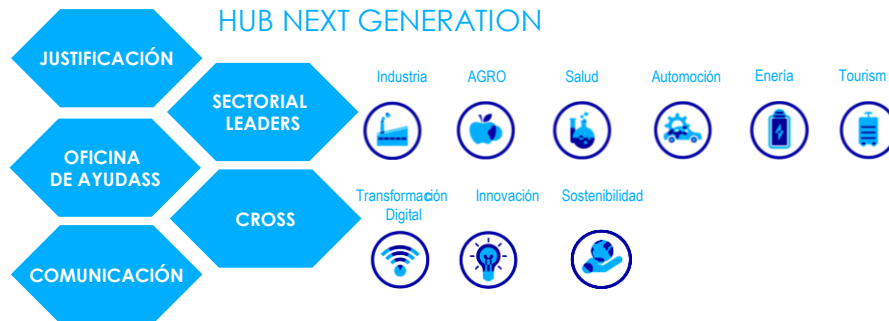 HUB NEXT GENERATION
JUSTIFICACIÓN
SECTORIAL
LEADERS
Industria
AGRO
Salud
Automoción
Enería
Tourism
OFICINA
DE AYUDASS
CROSS
Transformación
Digital
Innovación
Sostenibilidad
COMUNICACIÓN